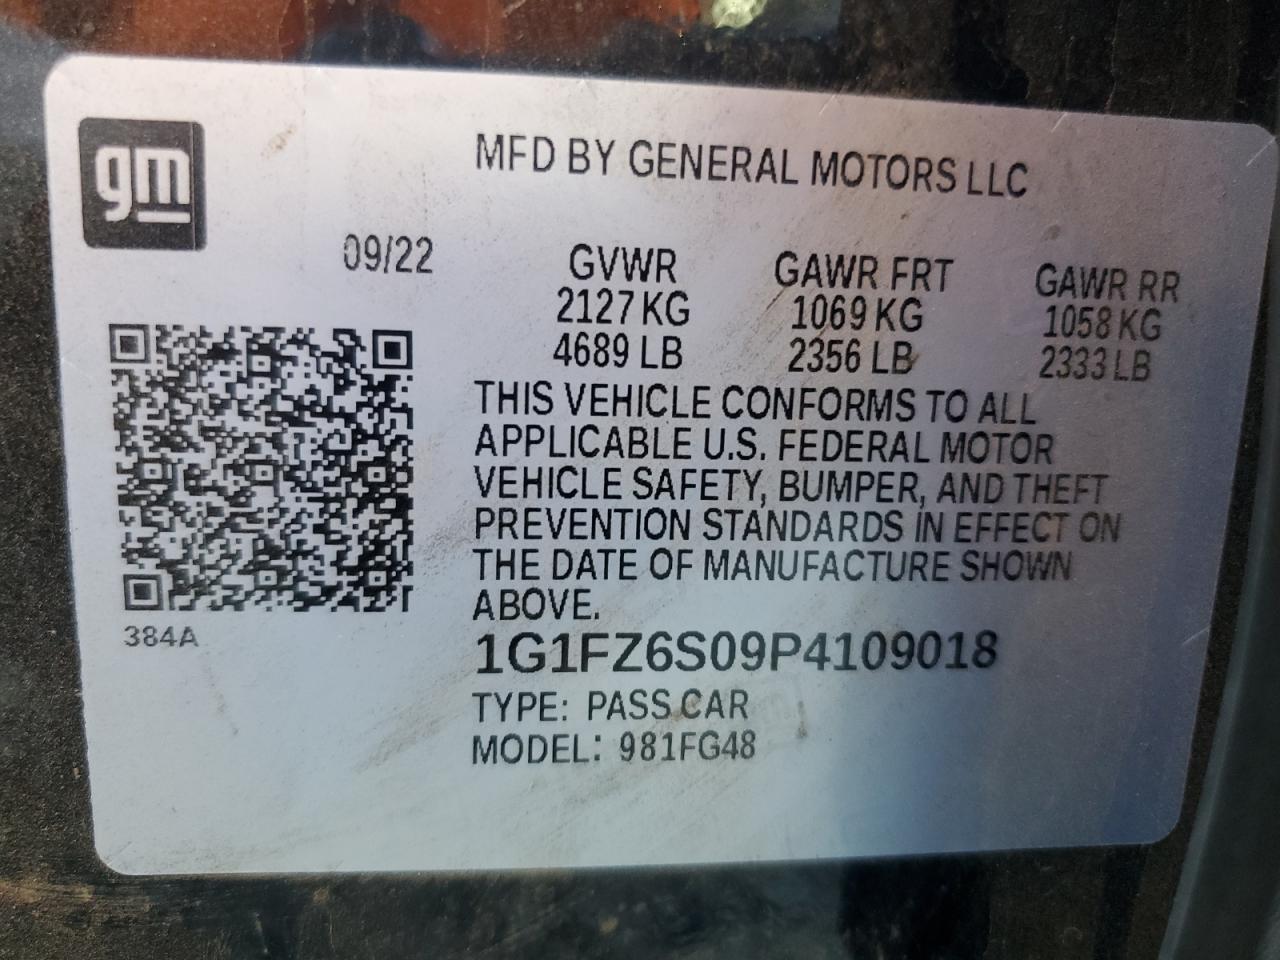 gm
MFD BY GENERAL MOTORS LLC
09/22
GVWR GAWR FRT GAWR RR
2127 KG 1069 KG 1058 KG
4689 LB 2356 LB 2333 LB
THIS VEHICLE CONFORMS TO ALL
APPLICABLE U.S. FEDERAL MOTOR
VEHICLE SAFETY, BUMPER, AND THEFT
PREVENTION STANDARDS IN EFFECT ON
THE DATE OF MANUFACTURE SHOWN
ABOVE.
384A
1G1FZ6S09P4109018
TYPE: PASS CAR
MODEL: 981FG48